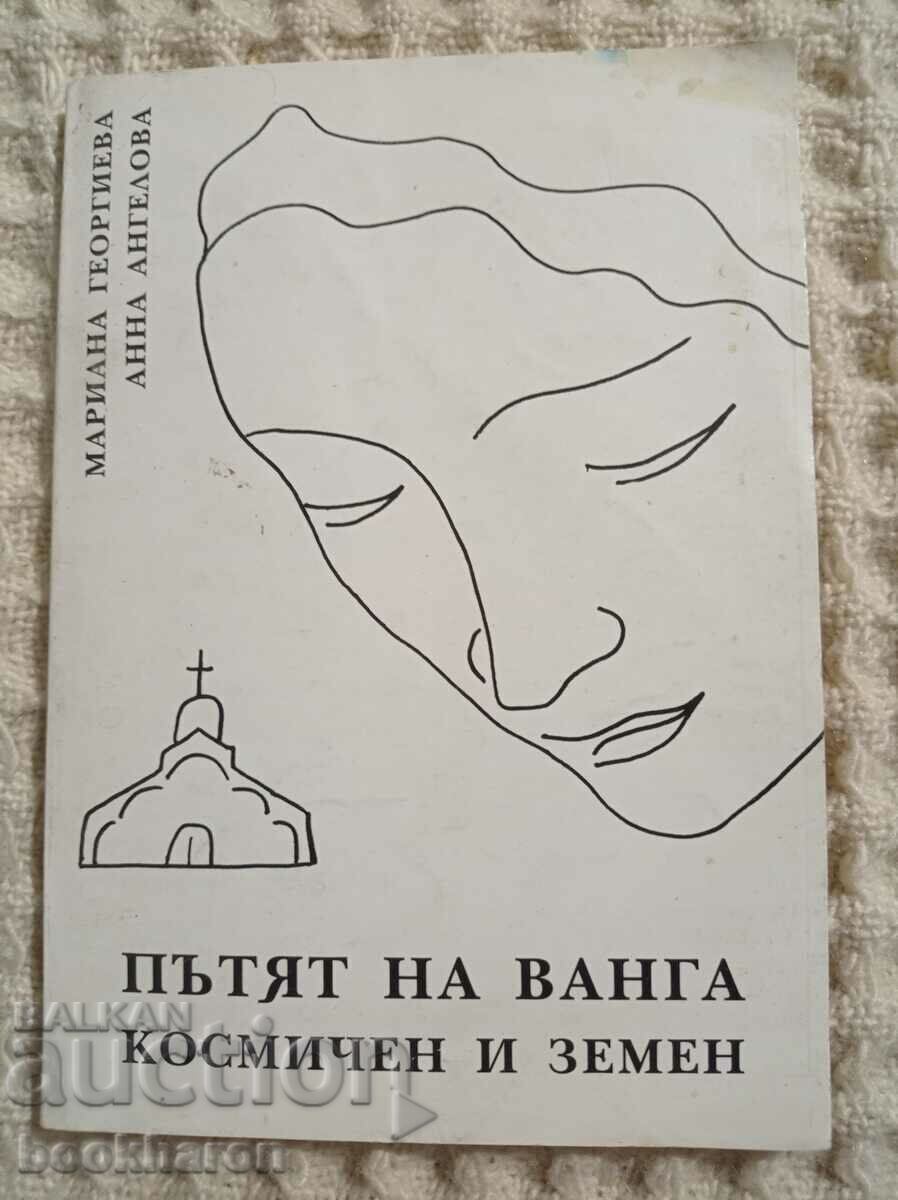 МАРИАНА ГЕОРГИЕВА
АННА АНГЕЛОВА
ПЪТЯТ НА ВАНГА
КОСМИЧЕН И ЗЕМЕН
BALKAN
auction
bookharon